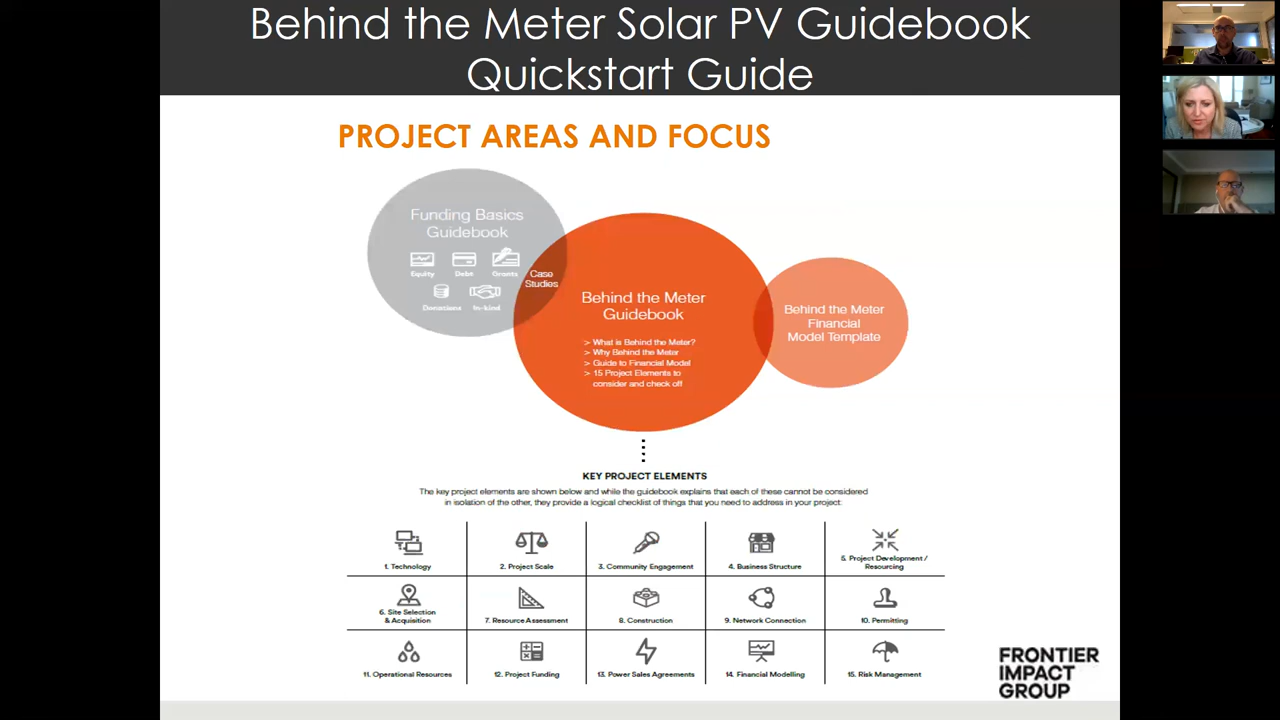 Behind the Meter Solar PV Guidebook
Quickstart Guide
PROJECT AREAS AND FOCUS
Funding Basics
Guidebook
Equity
Debt
Grants
Donations
In-kind
Case
Studies
Behind the Meter
Guidebook
> What is Behind the Meter?
> Why Behind the Meter
> Guide to Financial Model
> 15 Project Elements to
consider and check off
Behind the Meter
Financial
Model Template
KEY PROJECT ELEMENTS
The key project elements are shown below and while the guidebook explains that each of these cannot be considered
in isolation of the other, they provide a logical checklist of things that you need to address in your project:
1. Technology
2. Project Scale
3. Community Engagement
4. Business Structure
5. Project Development /
Resourcing
6. Site Selection
& Acquisition
7. Resource Assessment
8. Construction
9. Network Connection
10. Permitting
11. Operational Resources
12. Project Funding
13. Power Sales Agreements
14. Financial Modelling
15. Risk Management
FRONTIER
IMPACT
GROUP